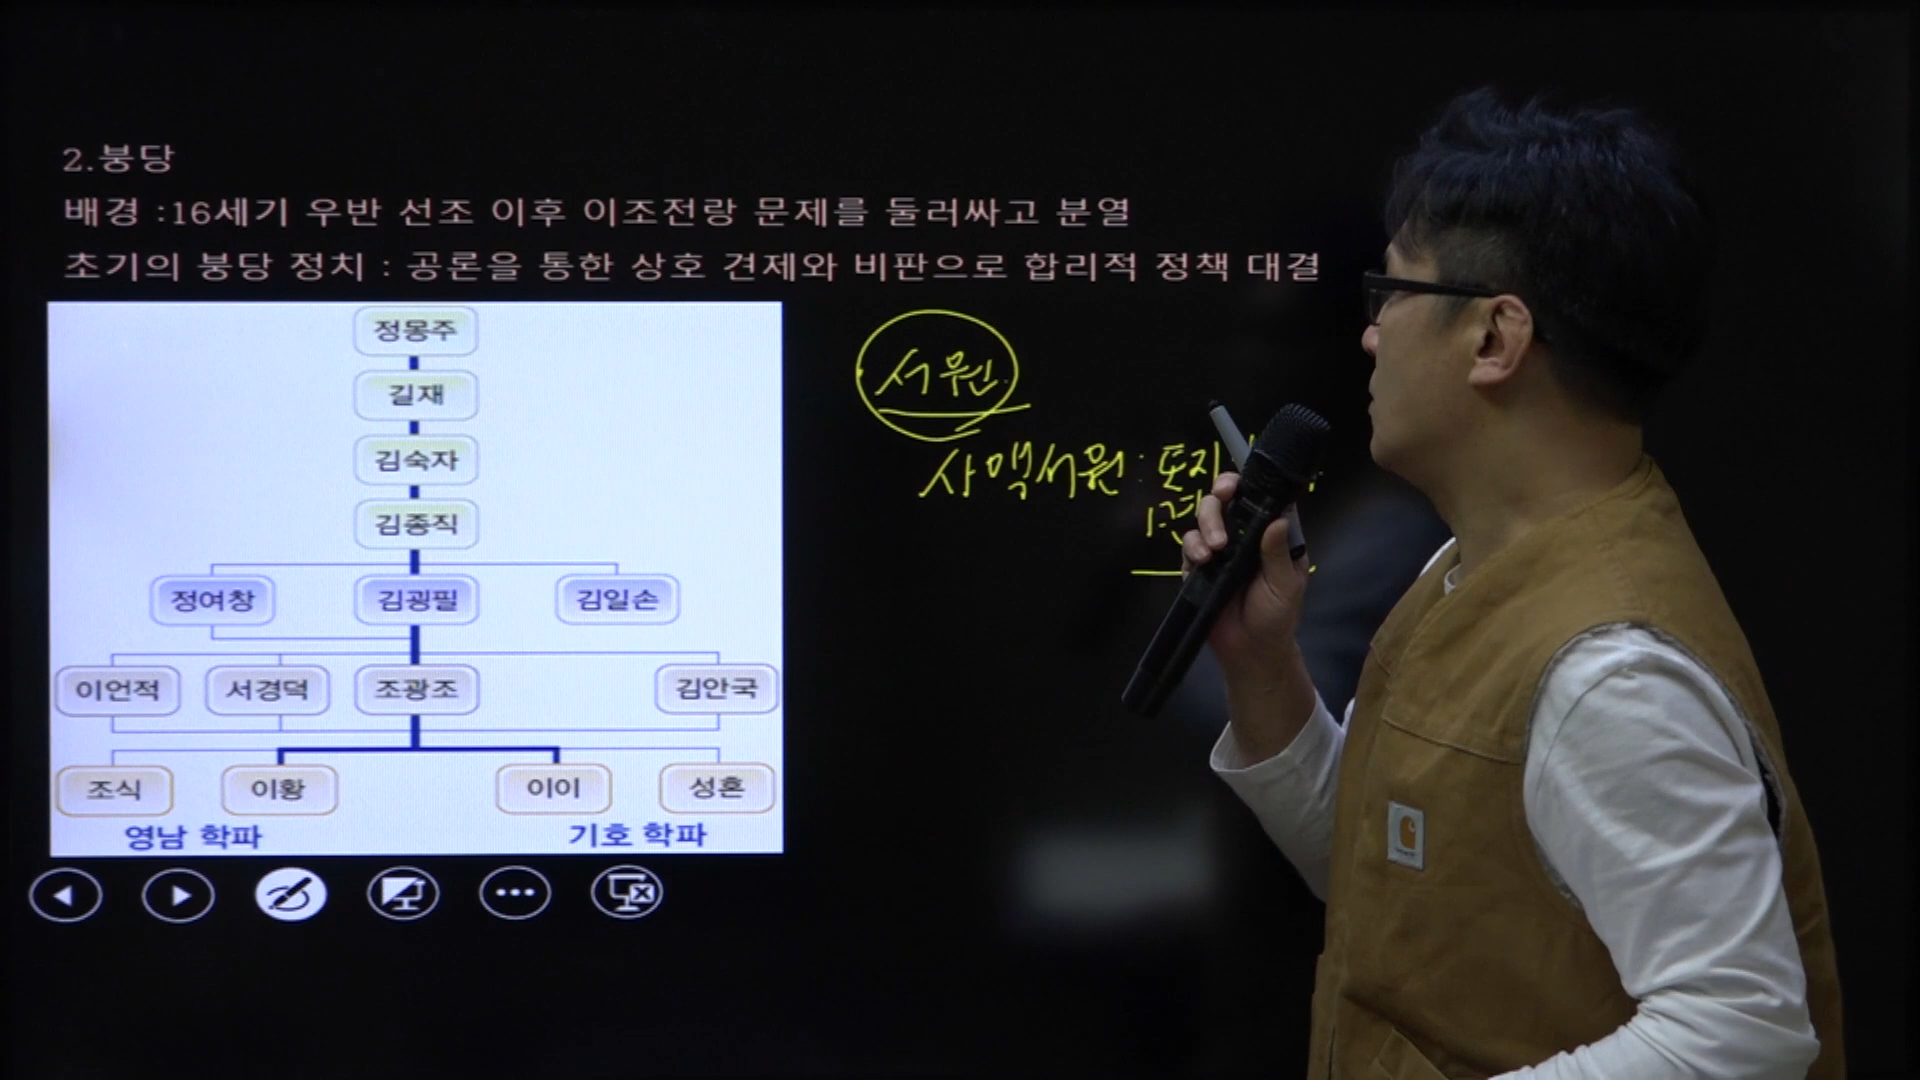 2.붕당
배경 :16세기 우반 선조 이후 이조전랑 문제를 둘러싸고 분열
초기의 붕당 정치 : 공론을 통한 상호 견제와 비판으로 합리적 정책 대결
정몽주
길재
김숙자
김종직
정여창 김굉필 김일손
이언적 서경덕 조광조 김안국
조식 이황 이이 성혼
영남 학파 기호 학파
서원
사액서원 : 토지